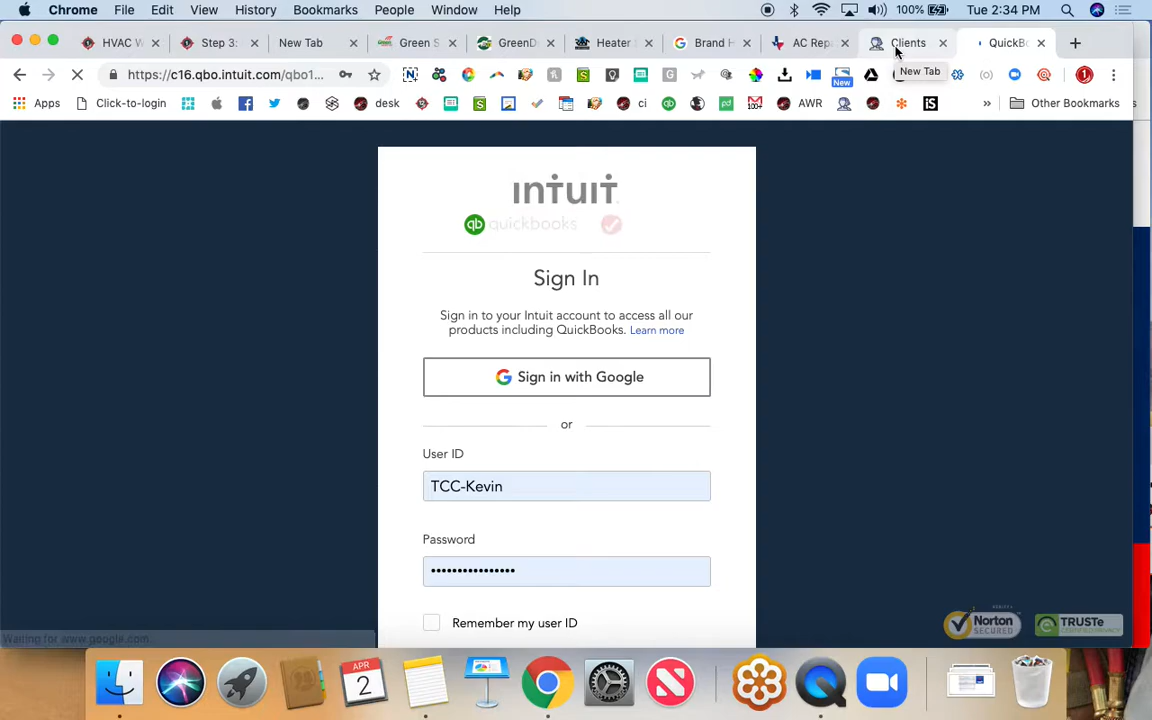 Chrome File Edit View History Bookmarks People Window Help 100% Tue 2:34 PM
HVAC W Step 3: New Tab Green S GreenD Heater Brand H AC Rep Clients QuickBo
https://c16.qbo.intuit.com/qbo1...
New Tab
New
Apps Click-to-login desk ci AWR Other Bookmarks
intuit
quickbooks
Sign In
Sign in to your Intuit account to access all our
products including QuickBooks. Learn more
Sign in with Google
or
User ID
TCC-Kevin
Password
••••••••••••••••
Remember my user ID
Norton
SECURED
TRUSTe
Waiting for www.google.com...
APR
2